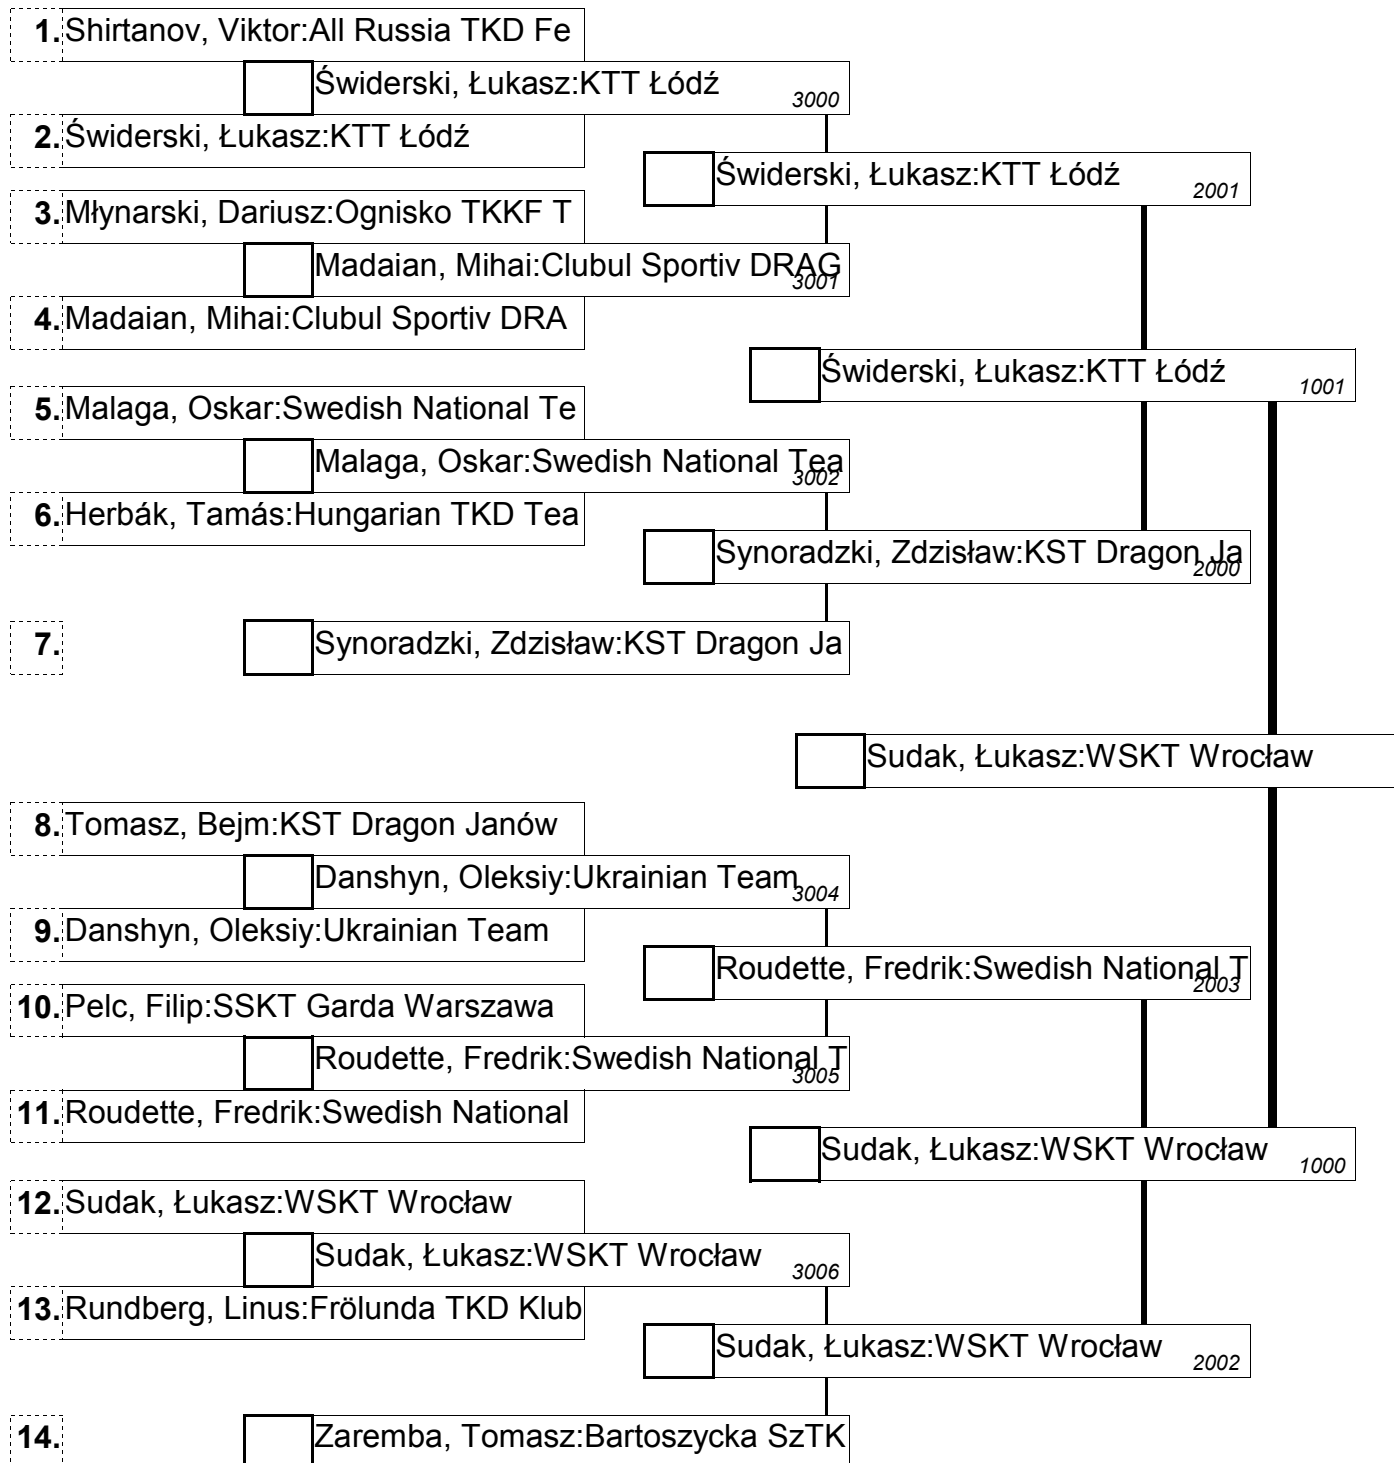 1. Shirtanov, Viktor:All Russia TKD Fe
Świderski, Łukasz:KTT Łódź 3000
2. Świderski, Łukasz:KTT Łódź
Świderski, Łukasz:KTT Łódź 2001
3. Młynarski, Dariusz:Ognisko TKKF T
Madaian, Mihai:Clubul Sportiv DRAG 3001
4. Madaian, Mihai:Clubul Sportiv DRA
Świderski, Łukasz:KTT Łódź 1001
5. Malaga, Oskar:Swedish National Te
Malaga, Oskar:Swedish National Tea 3002
6. Herbák, Tamás:Hungarian TKD Tea
Synoradzki, Zdzisław:KST Dragon Ja 2000
7. Synoradzki, Zdzisław:KST Dragon Ja
Sudak, Łukasz:WSKT Wrocław
8. Tomasz, Bejm:KST Dragon Janów
Danshyn, Oleksiy:Ukrainian Team 3004
9. Danshyn, Oleksiy:Ukrainian Team
Roudette, Fredrik:Swedish National T 2003
10. Pelc, Filip:SSKT Garda Warszawa
Roudette, Fredrik:Swedish National T 3005
11. Roudette, Fredrik:Swedish National
Sudak, Łukasz:WSKT Wrocław 1000
12. Sudak, Łukasz:WSKT Wrocław
Sudak, Łukasz:WSKT Wrocław 3006
13. Rundberg, Linus:Frölunda TKD Klub
Sudak, Łukasz:WSKT Wrocław 2002
14. Zaremba, Tomasz:Bartoszycka SzTK